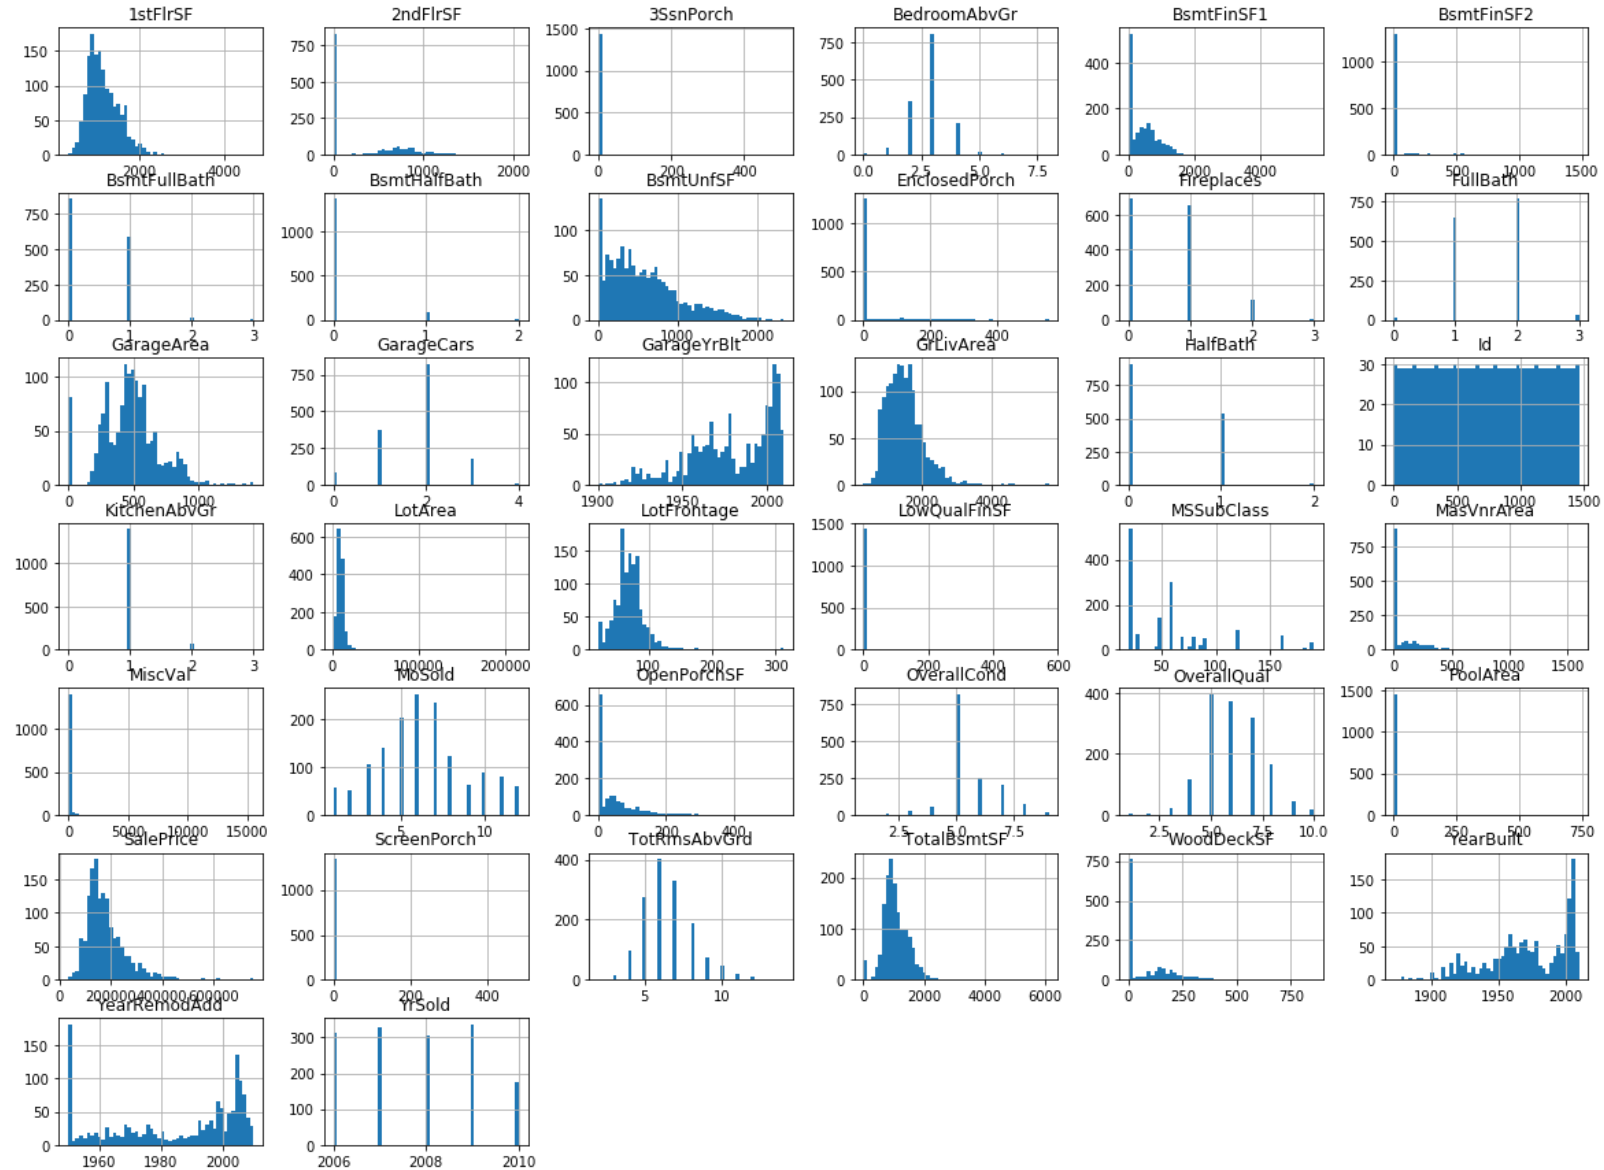 1stFlrSF 2ndFlrSF 3SsnPorch BedroomAbvGr BsmtFinSF1 BsmtFinSF2
150 100 50 0 2000 4000
750 500 250 0 0 1000 2000
1500 1000 500 0 0 200 400
750 500 250 0 0.0 2.5 5.0 7.5
400 200 0 0 2000 4000
1000 500 0 0 500 1000 1500
BsmtFullBath BsmtHalfBath BsmtUnfSF EnclosedPorch Fireplaces FullBath
750 500 250 0 0 1 2 3
1000 500 0 0 1 2
100 50 0 0 1000 2000
1000 500 0 0 200 400
600 400 200 0 0 1 2 3
750 500 250 0 0 1 2 3
GarageArea GarageCars GarageYrBlt GrLivArea HalfBath Id
100 50 0 0 500 1000
750 500 250 0 0 2 4
100 50 0 1900 1950 2000
100 50 0 2000 4000
750 500 250 0 0 1 2
30 20 10 0 0 500 1000 1500
KitchenAbvGr LotArea LotFrontage LowQualFinSF MSSubClass MasVnrArea
1000 500 0 0 1 2 3
600 400 200 0 0 100000 200000
150 100 50 0 100 200 300
1500 1000 500 0 0 200 400 600
400 200 0 50 100 150
750 500 250 0 0 500 1000 1500
MiscVal MoSold OpenPorchSF OverallCond OverallQual PoolArea
1000 500 0 0 5000 10000 15000
200 100 0 5 10
600 400 200 0 0 200 400
750 500 250 0 2.5 5.0 7.5
400 200 0 2.5 5.0 7.5 10.0
1500 1000 500 0 0 250 500 750
SalePrice ScreenPorch TotRmsAbvGrd TotalBsmtSF WoodDeckSF YearBuilt
150 100 50 0 0 200000 400000 600000
1000 500 0 0 200 400
400 200 0 5 10
200 100 0 0 2000 4000 6000
750 500 250 0 0 250 500 750
150 100 50 0 1900 1950 2000
YearRemodAdd YrSold
150 100 50 0 1960 1980 2000
300 200 100 0 2006 2008 2010